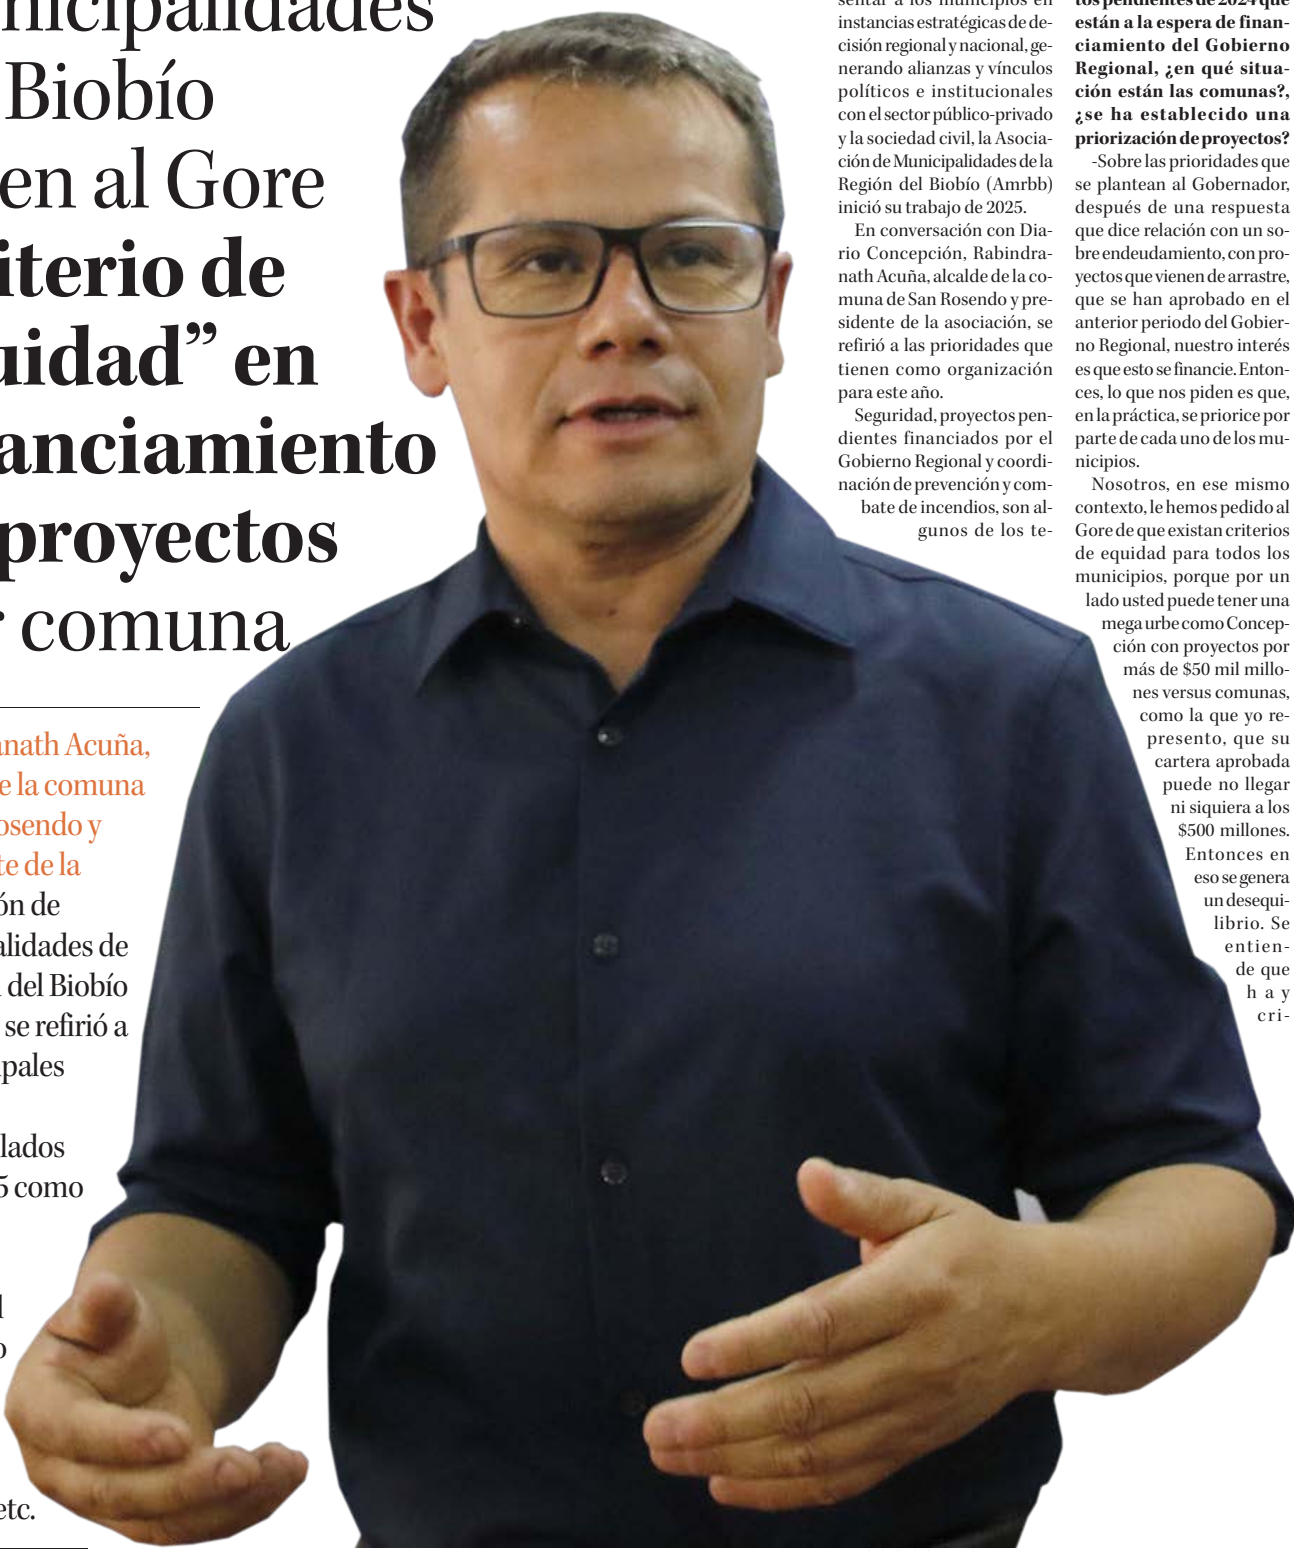 nicipalidades
Biobío
en al Gore
iterio de
uidad” en
anciamiento
proyectos
r comuna
anath Acuña,
e la comuna
osendo y
te de la
ón de
alidades de
n del Biobío
se refirió a
ipales
lados
5 como
l
o
etc.
sentar a los municipios en
instancias estratégicas de de-
cisión regional y nacional, ge-
nerando alianzas y vínculos
políticos e institucionales
con el sector público-privado
y la sociedad civil, la Asocia-
ción de Municipalidades de la
Región del Biobío (Amrbb)
inició su trabajo de 2025.
En conversación con Dia-
rio Concepción, Rabindra-
nath Acuña, alcalde de la co-
muna de San Rosendo y pre-
sidente de la asociación, se
refirió a las prioridades que
tienen como organización
para este año.
Seguridad, proyectos pen-
dientes financiados por el
Gobierno Regional y coordi-
nación de prevención y com-
bate de incendios, son al-
gunos de los te-
tos pendientes de 2024 que
están a la espera de finan-
ciamiento del Gobierno
Regional, ¿en qué situa-
ción están las comunas?,
¿se ha establecido una
priorización de proyectos?
-Sobre las prioridades que
se plantean al Gobernador,
después de una respuesta
que dice relación con un so-
bre endeudamiento, con pro-
yectos que vienen de arrastre,
que se han aprobado en el
anterior periodo del Gobier-
no Regional, nuestro interés
es que esto se financie. Enton-
ces, lo que nos piden es que,
en la práctica, se priorice por
parte de cada uno de los mu-
nicipios.
Nosotros, en ese mismo
contexto, le hemos pedido al
Gore de que existan criterios
de equidad para todos los
municipios, porque por un
lado usted puede tener una
mega urbe como Concep-
ción con proyectos por
más de $50 mil millo-
nes versus comunas,
como la que yo re-
presento, que su
cartera aprobada
puede no llegar
ni siquiera a los
$500 millones.
Entonces en
eso se genera
un desequi-
librio. Se
entien-
de que
hay
cri-